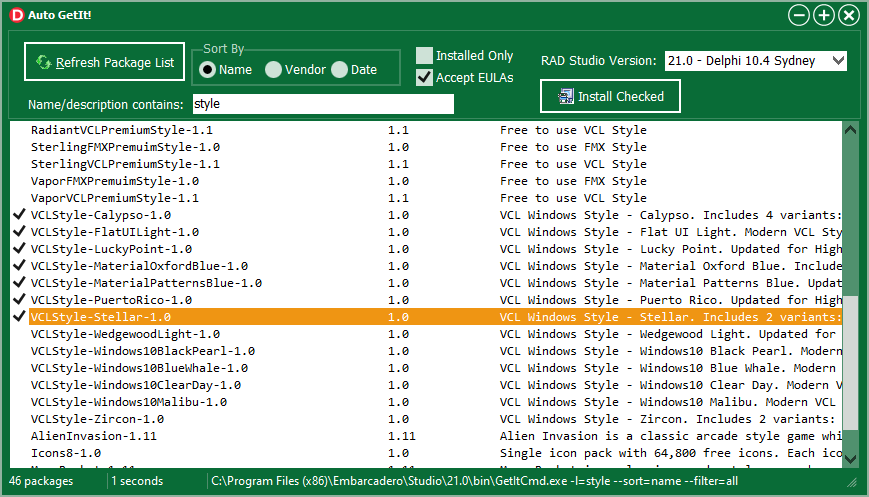 D Auto GetIt!
Refresh Package List
Sort By
Name Vendor Date
Installed Only
Accept EULAs
RAD Studio Version: 21.0 - Delphi 10.4 Sydney
Install Checked
Name/description contains: style
RadiantVCLPremiumStyle-1.1 1.1 Free to use VCL Style
SterlingFMXPremuimStyle-1.0 1.0 Free to use FMX Style
SterlingVCLPremiumStyle-1.1 1.1 Free to use VCL Style
VaporFMXPremuimStyle-1.0 1.0 Free to use FMX Style
VaporVCLPremiumStyle-1.1 1.1 Free to use VCL Style
VCLStyle-Calypso-1.0 1.0 VCL Windows Style - Calypso. Includes 4 variants:
VCLStyle-FlatUILight-1.0 1.0 VCL Windows Style - Flat UI Light. Modern VCL Sty
VCLStyle-LuckyPoint-1.0 1.0 VCL Windows Style - Lucky Point. Updated for High
VCLStyle-MaterialOxfordBlue-1.0 1.0 VCL Windows Style - Material Oxford Blue. Include
VCLStyle-MaterialPatternsBlue-1.0 1.0 VCL Windows Style - Material Patterns Blue. Updat
VCLStyle-PuertoRico-1.0 1.0 VCL Windows Style - Puerto Rico. Updated for High
VCLStyle-Stellar-1.0 1.0 VCL Windows Style - Stellar. Includes 2 variants:
VCLStyle-WedgewoodLight-1.0 1.0 VCL Windows Style - Wedgewood Light. Updated for
VCLStyle-Windows10BlackPearl-1.0 1.0 VCL Windows Style - Windows10 Black Pearl. Modern
VCLStyle-Windows10BlueWhale-1.0 1.0 VCL Windows Style - Windows10 Blue Whale. Modern
VCLStyle-Windows10ClearDay-1.0 1.0 VCL Windows Style - Windows10 Clear Day. Modern V
VCLStyle-Windows10Malibu-1.0 1.0 VCL Windows Style - Windows10 Malibu. Modern VCL
VCLStyle-Zircon-1.0 1.0 VCL Windows Style - Zircon. Includes 2 variants:
AlienInvasion-1.11 1.11 Alien Invasion is a classic arcade style game whi
Icons8-1.0 1.0 Single icon pack with 64,800 free icons. Each ico
46 packages 1 seconds C:\Program Files (x86)\Embarcadero\Studio\21.0\bin\GetItCmd.exe -l=style --sort=name --filter=all